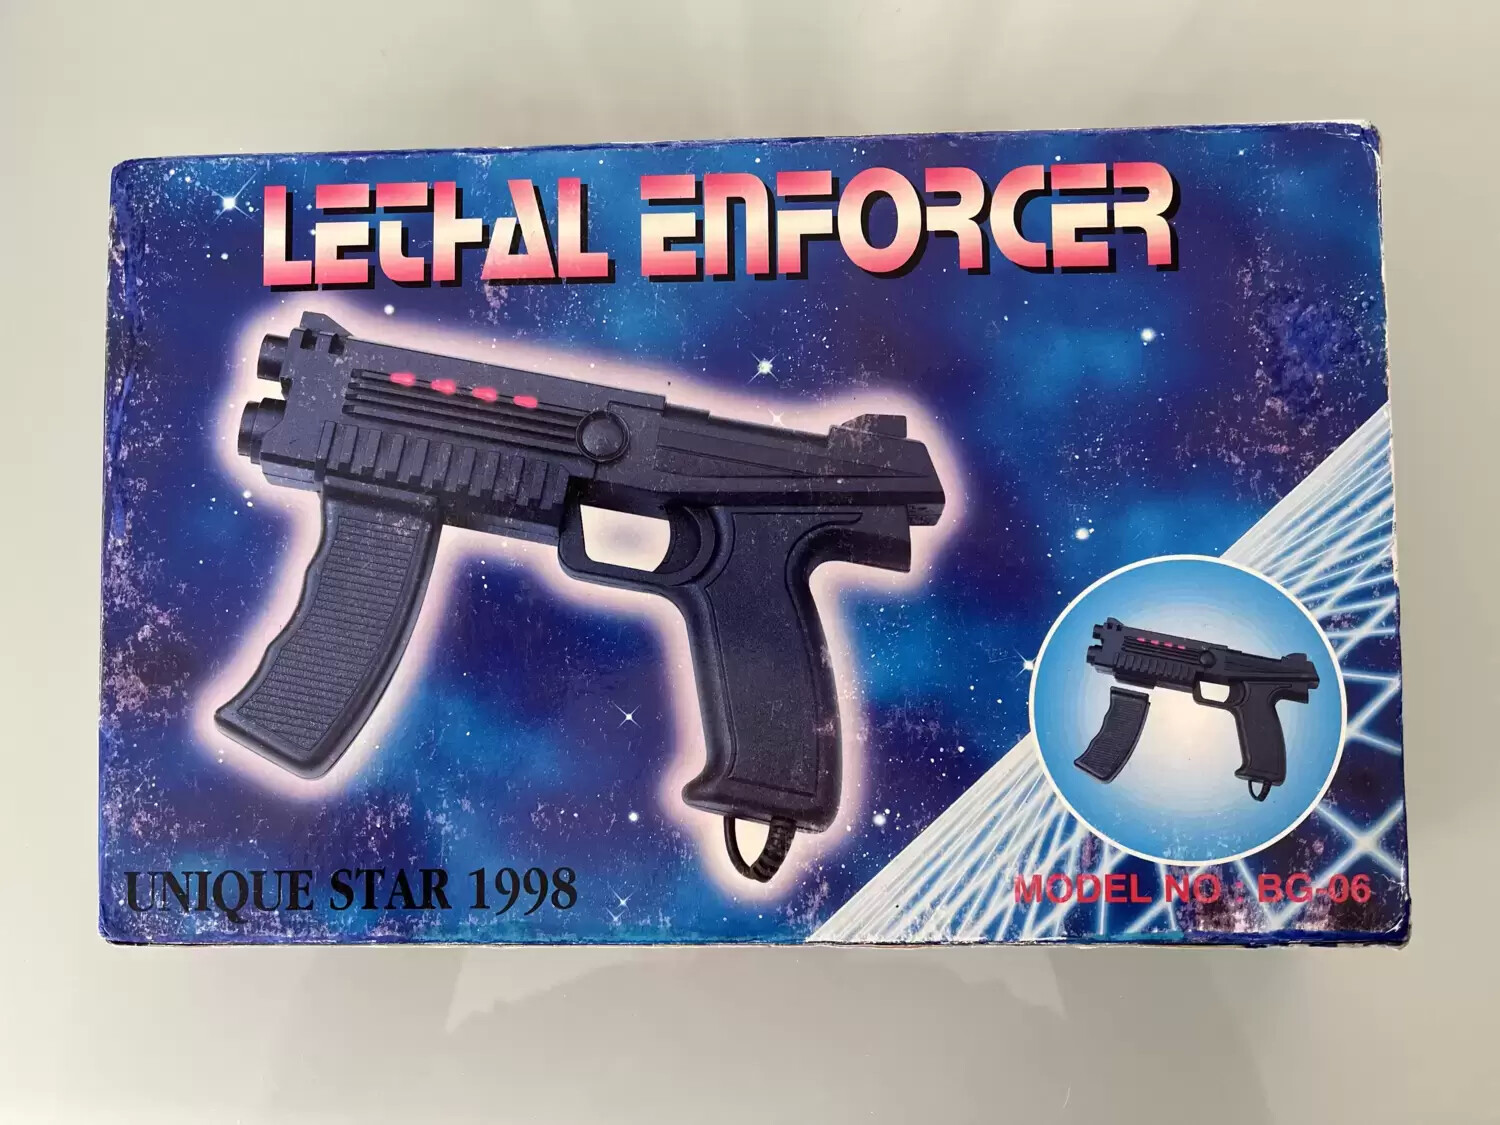 LETHAL ENFORCER
UNIQUE STAR 1998
MODEL NO : BG-06